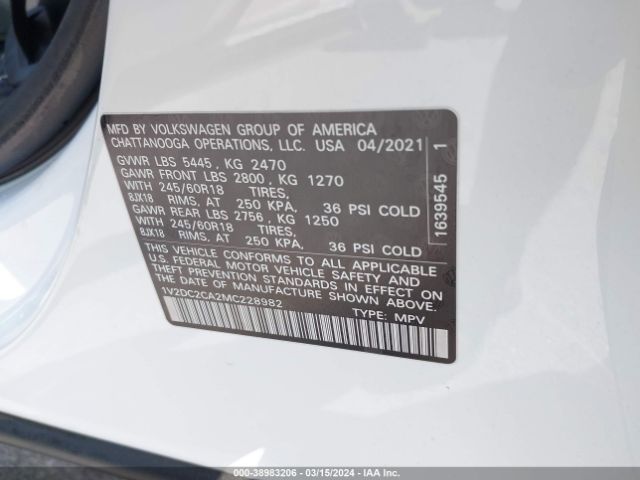 MFD BY VOLKSWAGEN GROUP OF AMERICA
CHATTANOOGA OPERATIONS, LLC. USA 04/2021
GVWR LBS 5445, KG 2470
GAWR FRONT LBS 2800, KG 1270
WITH 245/60R18 TIRES,
8JX18 RIMS, AT 250 KPA, 36 PSI COLD
GAWR REAR LBS 2756, KG 1250
WITH 245/60R18 TIRES,
8JX18 RIMS, AT 250 KPA, 36 PSI COLD
THIS VEHICLE CONFORMS TO ALL APPLICABLE
U.S. FEDERAL MOTOR VEHICLE SAFETY AND
THEFT PREVENTION STANDARDS IN EFFECT ON
THE DATE OF MANUFACTURE SHOWN ABOVE.
1V2DC2CA2MC228982
TYPE: MPV
1639545 1
000-38983206 - 03/15/2024 - IAA Inc.